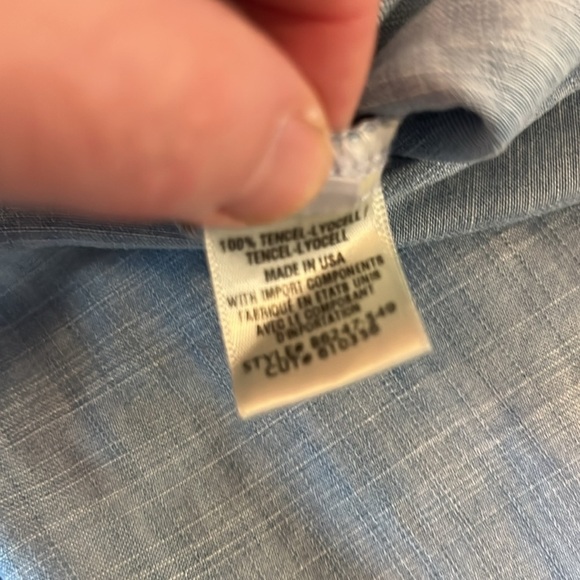 100% TENCEL-LYOCELL /
TENCEL-LYOCELL
MADE IN USA
WITH IMPORT COMPONENTS
FABRIQUE EN ETATS UNIS
AVEC LE COMPORANT
D'IMPORTATION
STYLE#
CUT#